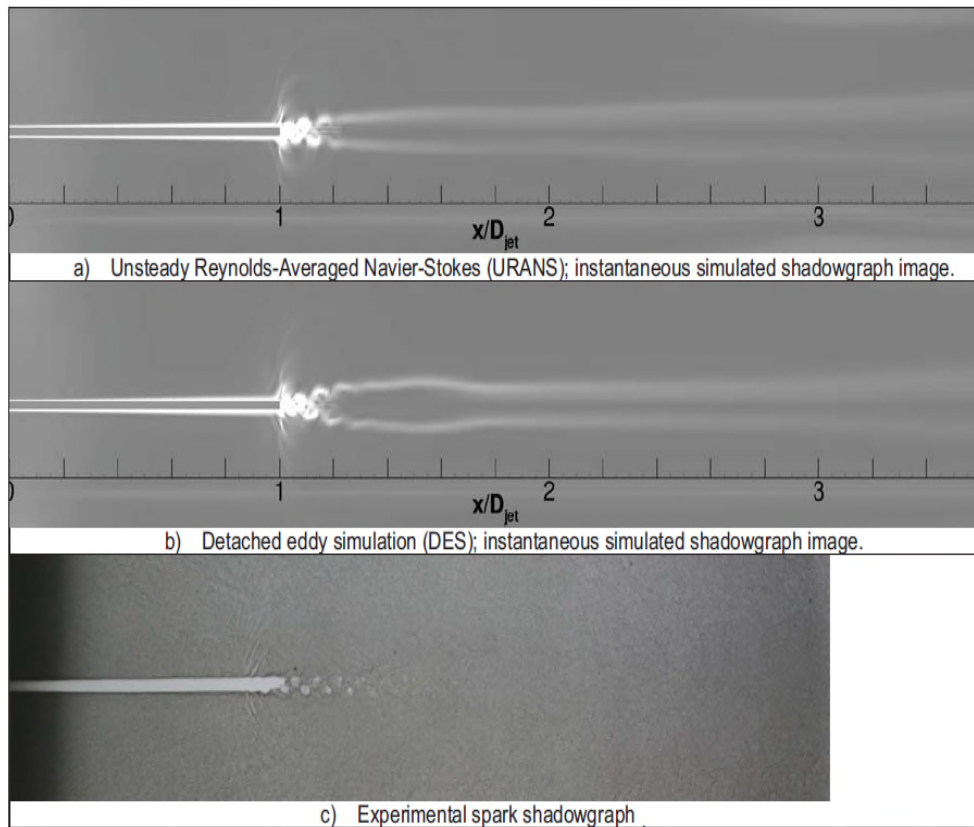 0 1 2 3
x/Djet
a) Unsteady Reynolds-Averaged Navier-Stokes (URANS); instantaneous simulated shadowgraph image.
0 1 2 3
x/Djet
b) Detached eddy simulation (DES); instantaneous simulated shadowgraph image.
c) Experimental spark shadowgraph